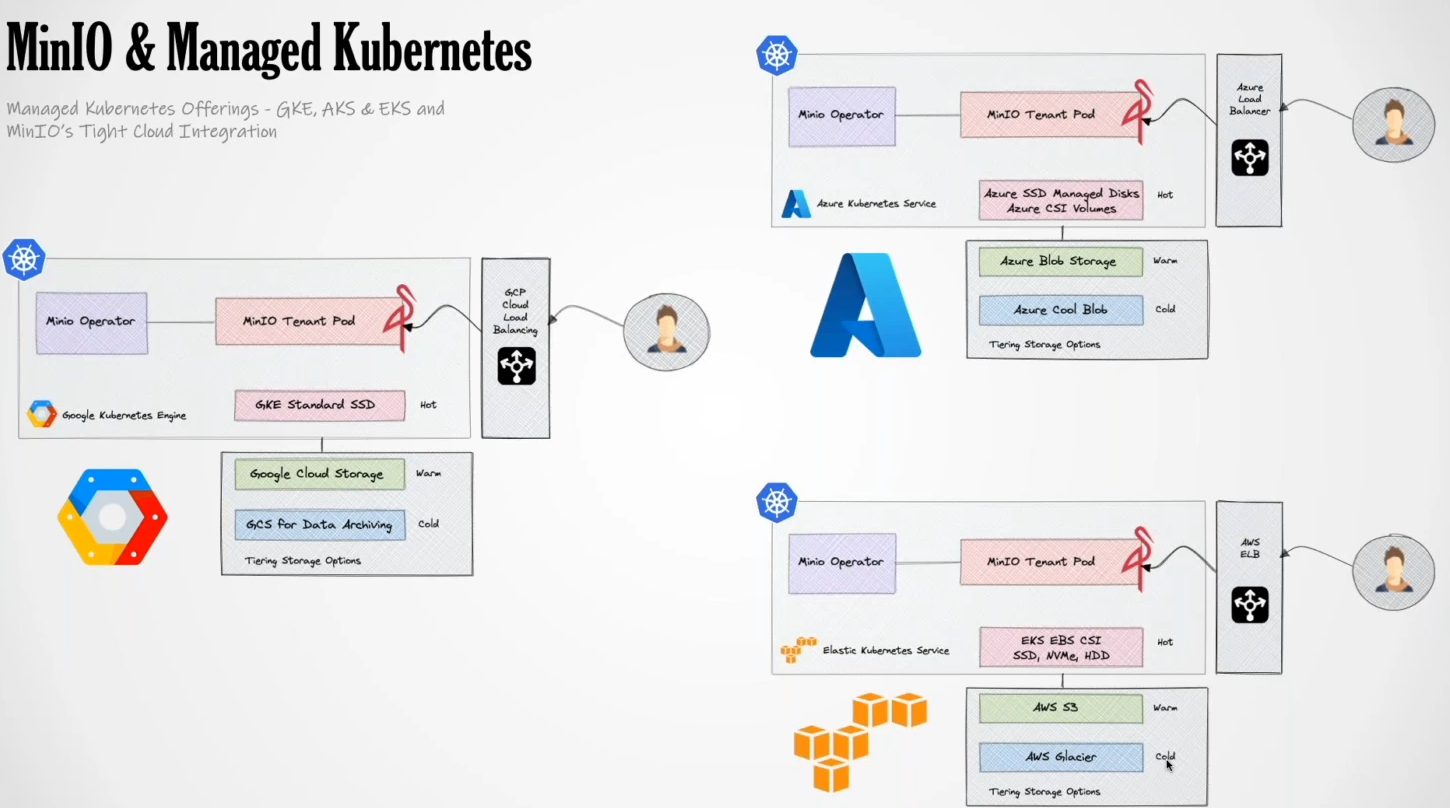 MinIO & Managed Kubernetes
Managed Kubernetes Offerings - GKE, AKS & EKS and
MinIO's Tight Cloud Integration
Minio Operator
MinIO Tenant Pod
GCP
Cloud
Load
Balancing
Google Kubernetes Engine
GKE Standard SSD
Hot
Google Cloud Storage
Warm
GCS for Data Archiving
Cold
Tiering Storage Options
Minio Operator
MinIO Tenant Pod
Azure
Load
Balancer
Azure Kubernetes Service
Azure SSD Managed Disks
Azure CSI Volumes
Hot
Azure Blob Storage
Warm
Azure Cool Blob
Cold
Tiering Storage Options
Minio Operator
MinIO Tenant Pod
AWS
ELB
Elastic Kubernetes Service
EKS EBS CSI
SSD, NVMe, HDD
Hot
AWS S3
Warm
AWS Glacier
Cold
Tiering Storage Options